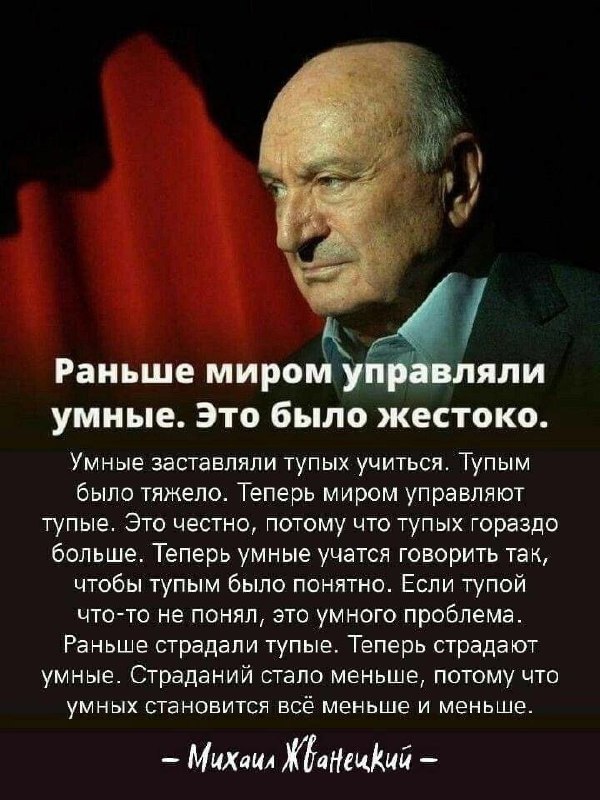 Раньше миром управляли
умные. Это было жестоко.
Умные заставляли тупых учиться. Тупым
было тяжело. Теперь миром управляют
тупые. Это честно, потому что тупых гораздо
больше. Теперь умные учатся говорить так,
чтобы тупым было понятно. Если тупой
что-то не понял, это умного проблема.
Раньше страдали тупые. Теперь страдают
умные. Страданий стало меньше, потому что
умных становится всё меньше и меньше.
– Михаил Жванецкий –